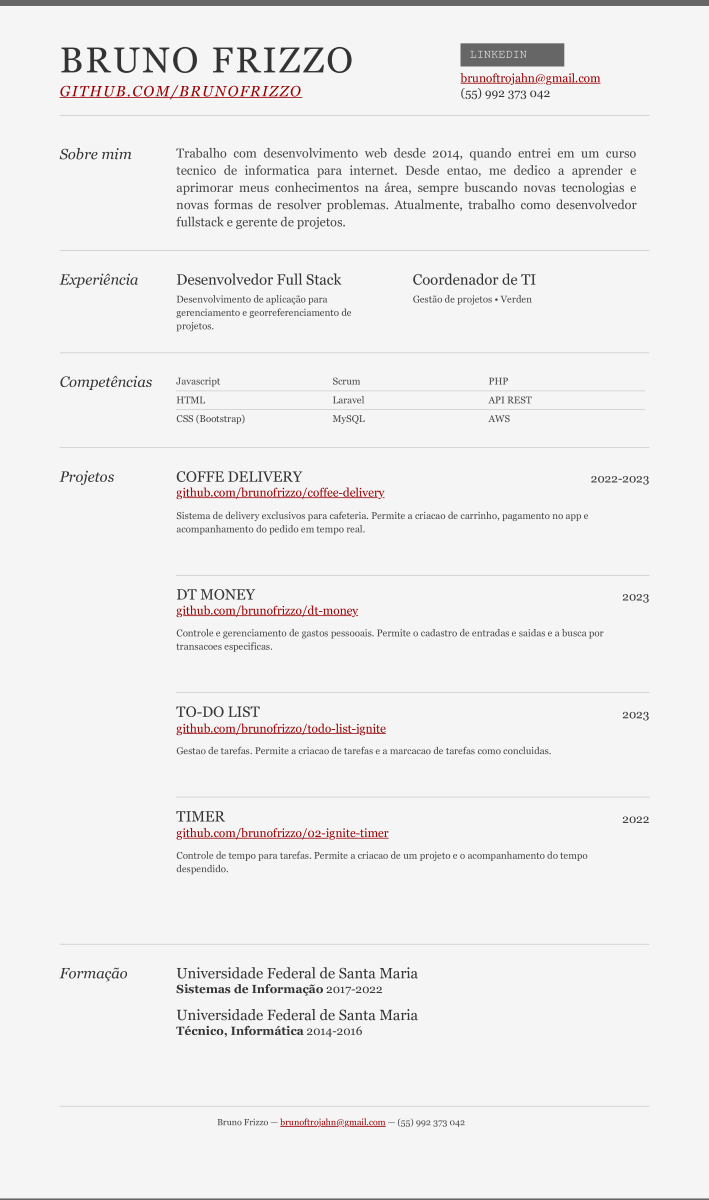 BRUNO FRIZZO
GITHUB.COM/BRUNOFRIZZO
LINKEDIN
brunoftrojahn@gmail.com
(55) 992 373 042
Sobre mim
Trabalho com desenvolvimento web desde 2014, quando entrei em um curso
tecnico de informatica para internet. Desde entao, me dedico a aprender e
aprimorar meus conhecimentos na área, sempre buscando novas tecnologias e
novas formas de resolver problemas. Atualmente, trabalho como desenvolvedor
fullstack e gerente de projetos.
Experiência
Desenvolvedor Full Stack
Desenvolvimento de aplicação para
gerenciamento e georreferenciamento de
projetos.
Coordenador de TI
Gestão de projetos • Verden
Competências
Javascript Scrum PHP
HTML Laravel API REST
CSS (Bootstrap) MySQL AWS
Projetos
COFFE DELIVERY 2022-2023
github.com/brunofrizzo/coffee-delivery
Sistema de delivery exclusivos para cafeteria. Permite a criacao de carrinho, pagamento no app e
acompanhamento do pedido em tempo real.
DT MONEY 2023
github.com/brunofrizzo/dt-money
Controle e gerenciamento de gastos pessooais. Permite o cadastro de entradas e saidas e a busca por
transacoes especificas.
TO-DO LIST 2023
github.com/brunofrizzo/todo-list-ignite
Gestao de tarefas. Permite a criacao de tarefas e a marcacao de tarefas como concluidas.
TIMER 2022
github.com/brunofrizzo/02-ignite-timer
Controle de tempo para tarefas. Permite a criacao de um projeto e o acompanhamento do tempo
despendido.
Formação
Universidade Federal de Santa Maria
Sistemas de Informação 2017-2022
Universidade Federal de Santa Maria
Técnico, Informática 2014-2016
Bruno Frizzo — brunoftrojahn@gmail.com — (55) 992 373 042